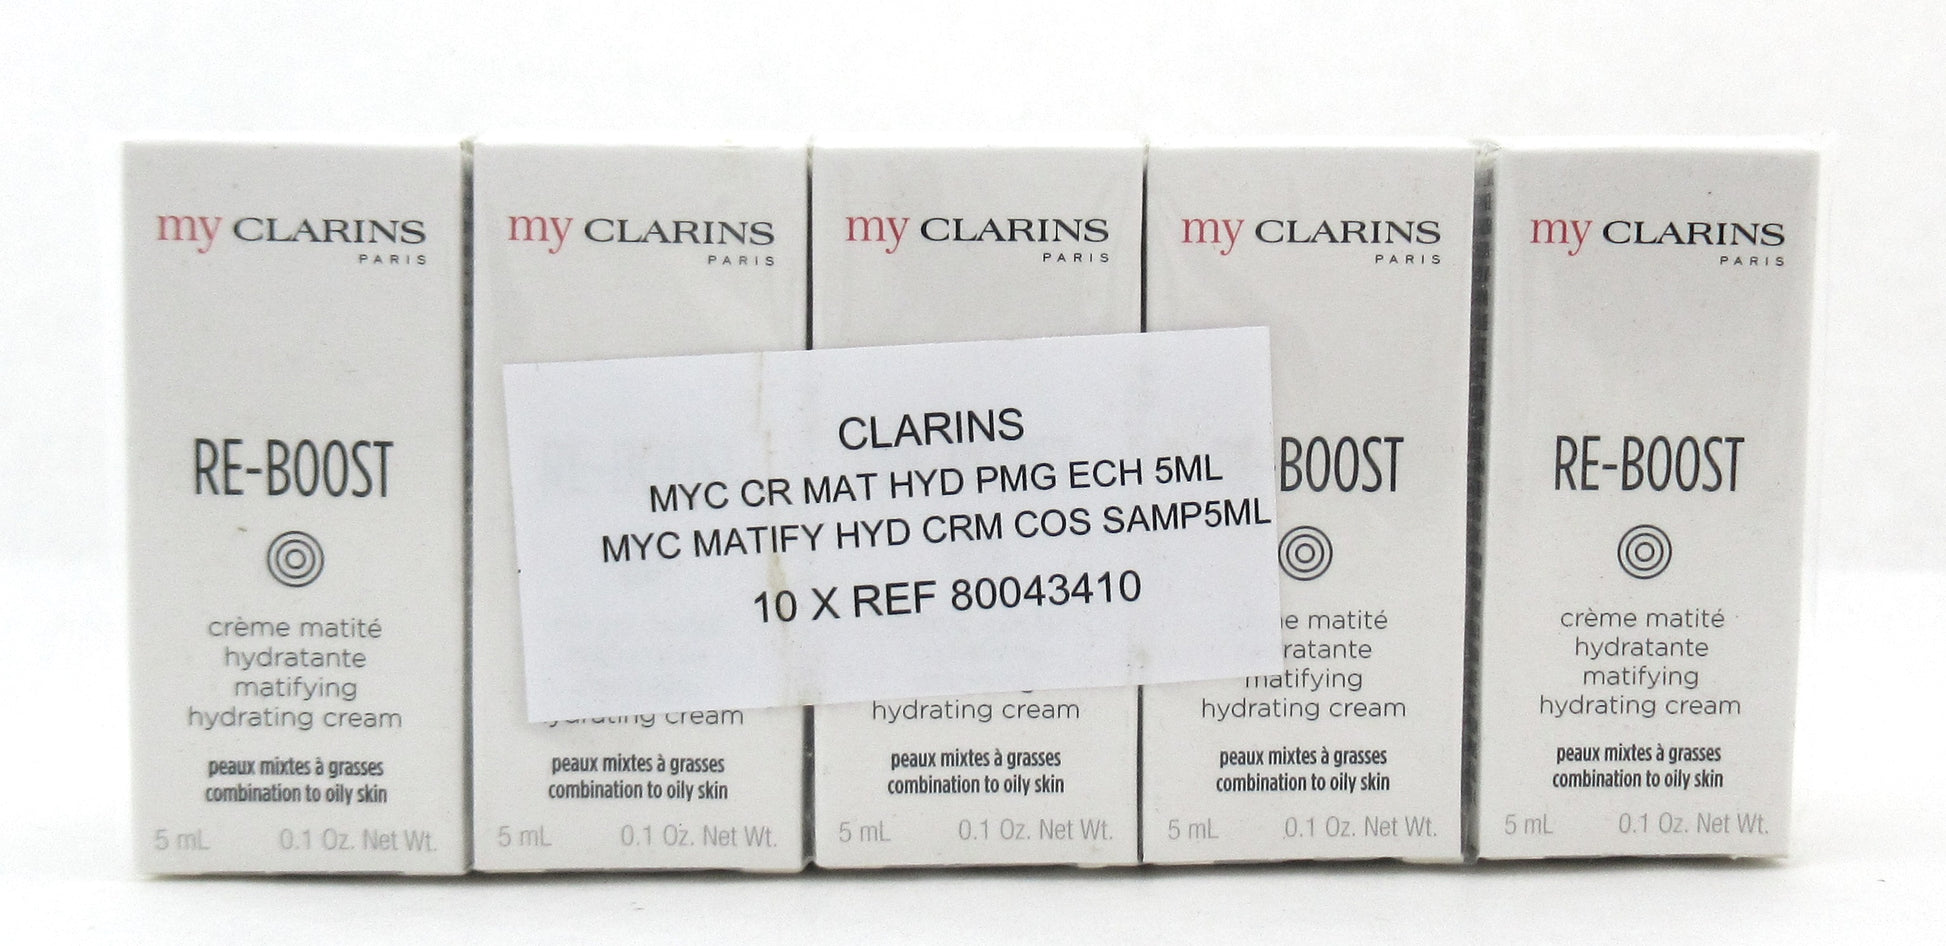 my CLARINS
PARIS
RE-BOOST
crème matité
hydratante
matifying
hydrating cream
peaux mixtes à grasses
combination to oily skin
5 mL 0.1 Oz. Net Wt.
my CLARINS
PARIS
cream
peaux mixtes à grasses
combination to oily skin
5 mL 0.1 Oz. Net Wt.
my CLARINS
PARIS
hydrating cream
peaux mixtes à grasses
combination to oily skin
5 mL 0.1 Oz. Net Wt.
CLARINS
MYC CR MAT HYD PMG ECH 5ML
MYC MATIFY HYD CRM COS SAMP5ML
10 X REF 80043410
my CLARINS
PARIS
-BOOST
matité
ratante
matifying
hydrating cream
peaux mixtes à grasses
combination to oily skin
5 mL 0.1 Oz. Net Wt.
my CLARINS
PARIS
RE-BOOST
crème matité
hydratante
matifying
hydrating cream
peaux mixtes à grasses
combination to oily skin
5 mL 0.1 Oz. Net Wt.